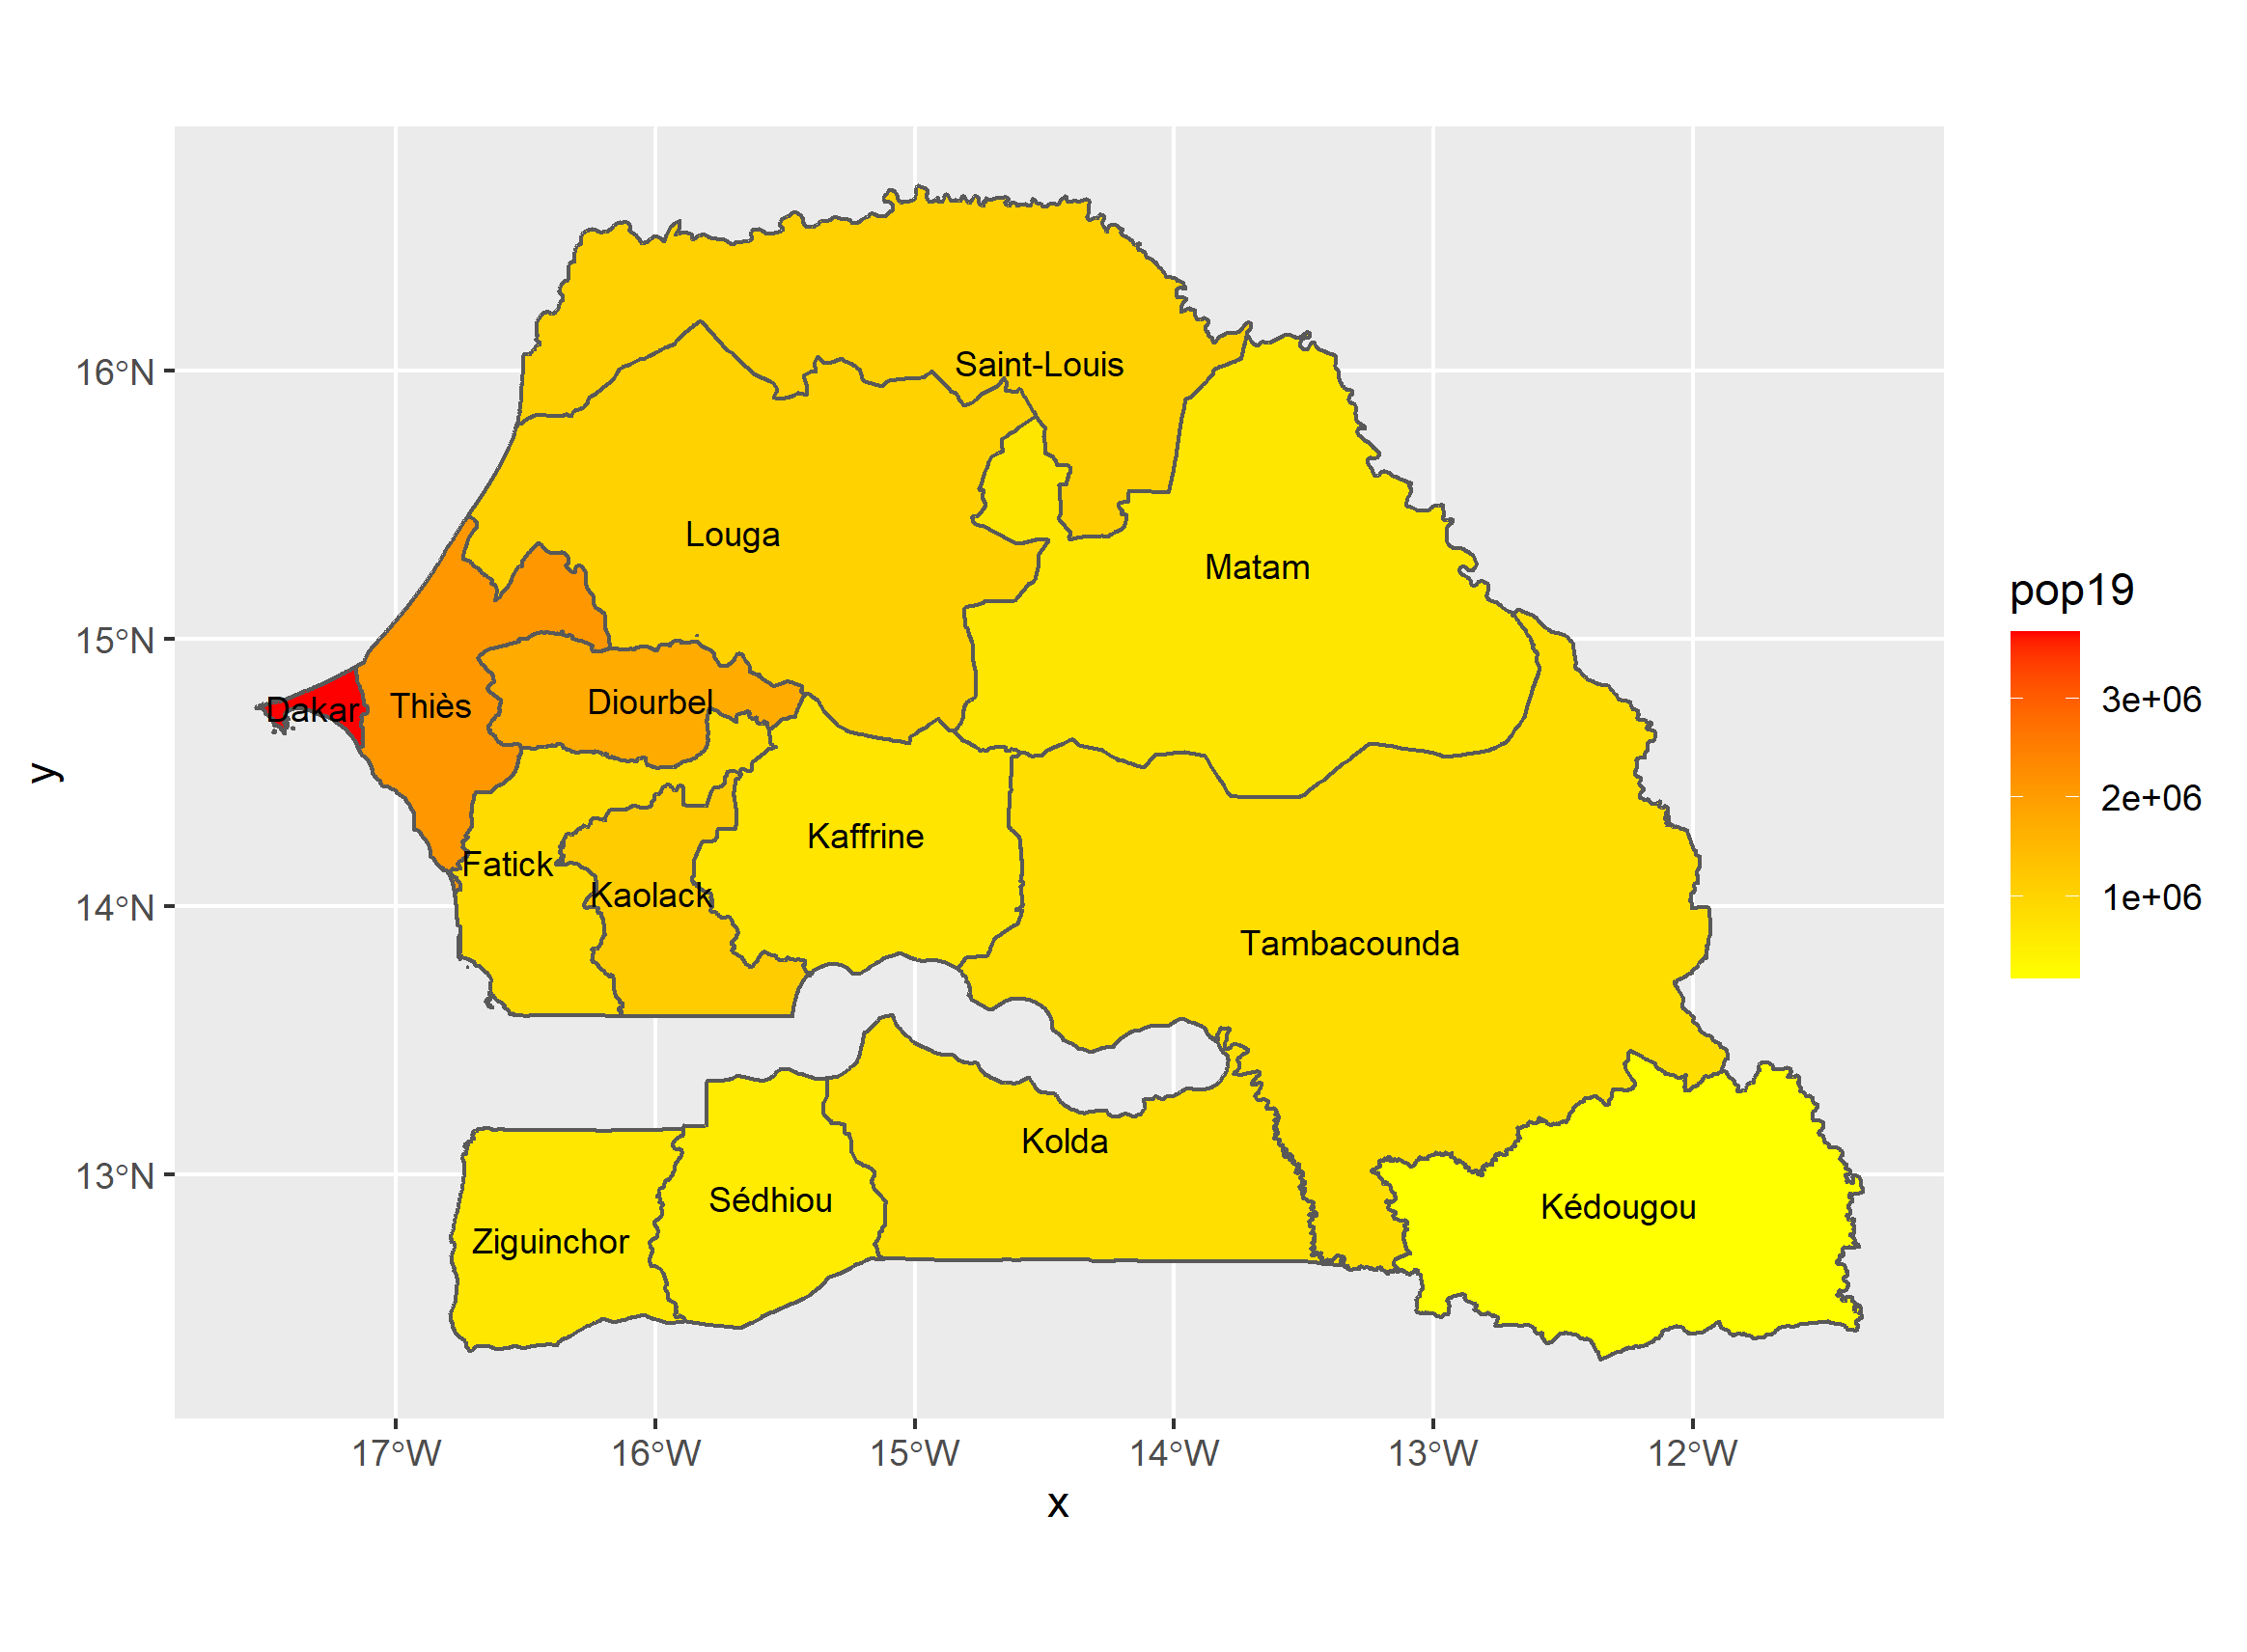 Saint-Louis
Louga
Matam
Dakar
Thiès
Diourbel
Fatick
Kaolack
Kaffrine
Tambacounda
Kolda
Sédhiou
Ziguinchor
Kédougou
16°N
15°N
14°N
13°N
17°W
16°W
15°W
14°W
13°W
12°W
x
y
pop19
3e+06
2e+06
1e+06